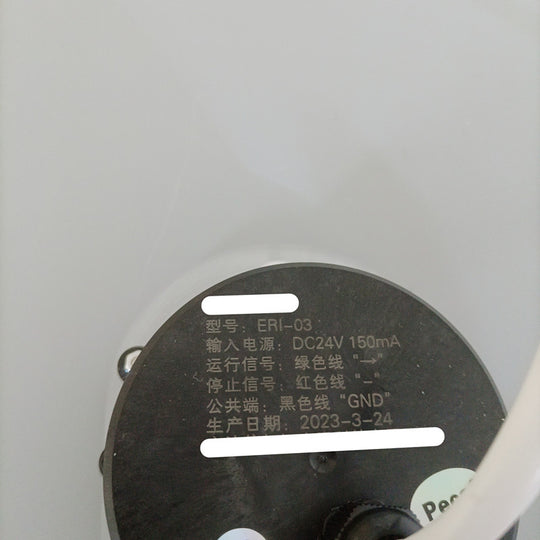 型号：ERI-03
输入电源：DC24V 150mA
运行信号：绿色线 "→"
停止信号：红色线 "-"
公共端：黑色线 "GND"
生产日期：2023-3-24